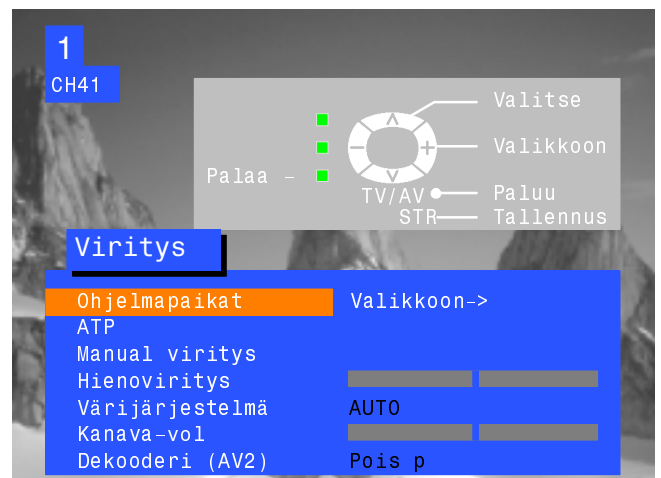 1
CH41
Valitse
Valikkoon
Palaa –
TV/AV Paluu
STR Tallennus
Viritys
Ohjelmapaikat Valikkoon->
ATP
Manual viritys
Hienoviritys
Värijärjestelmä AUTO
Kanava-vol
Dekooderi (AV2) Pois p